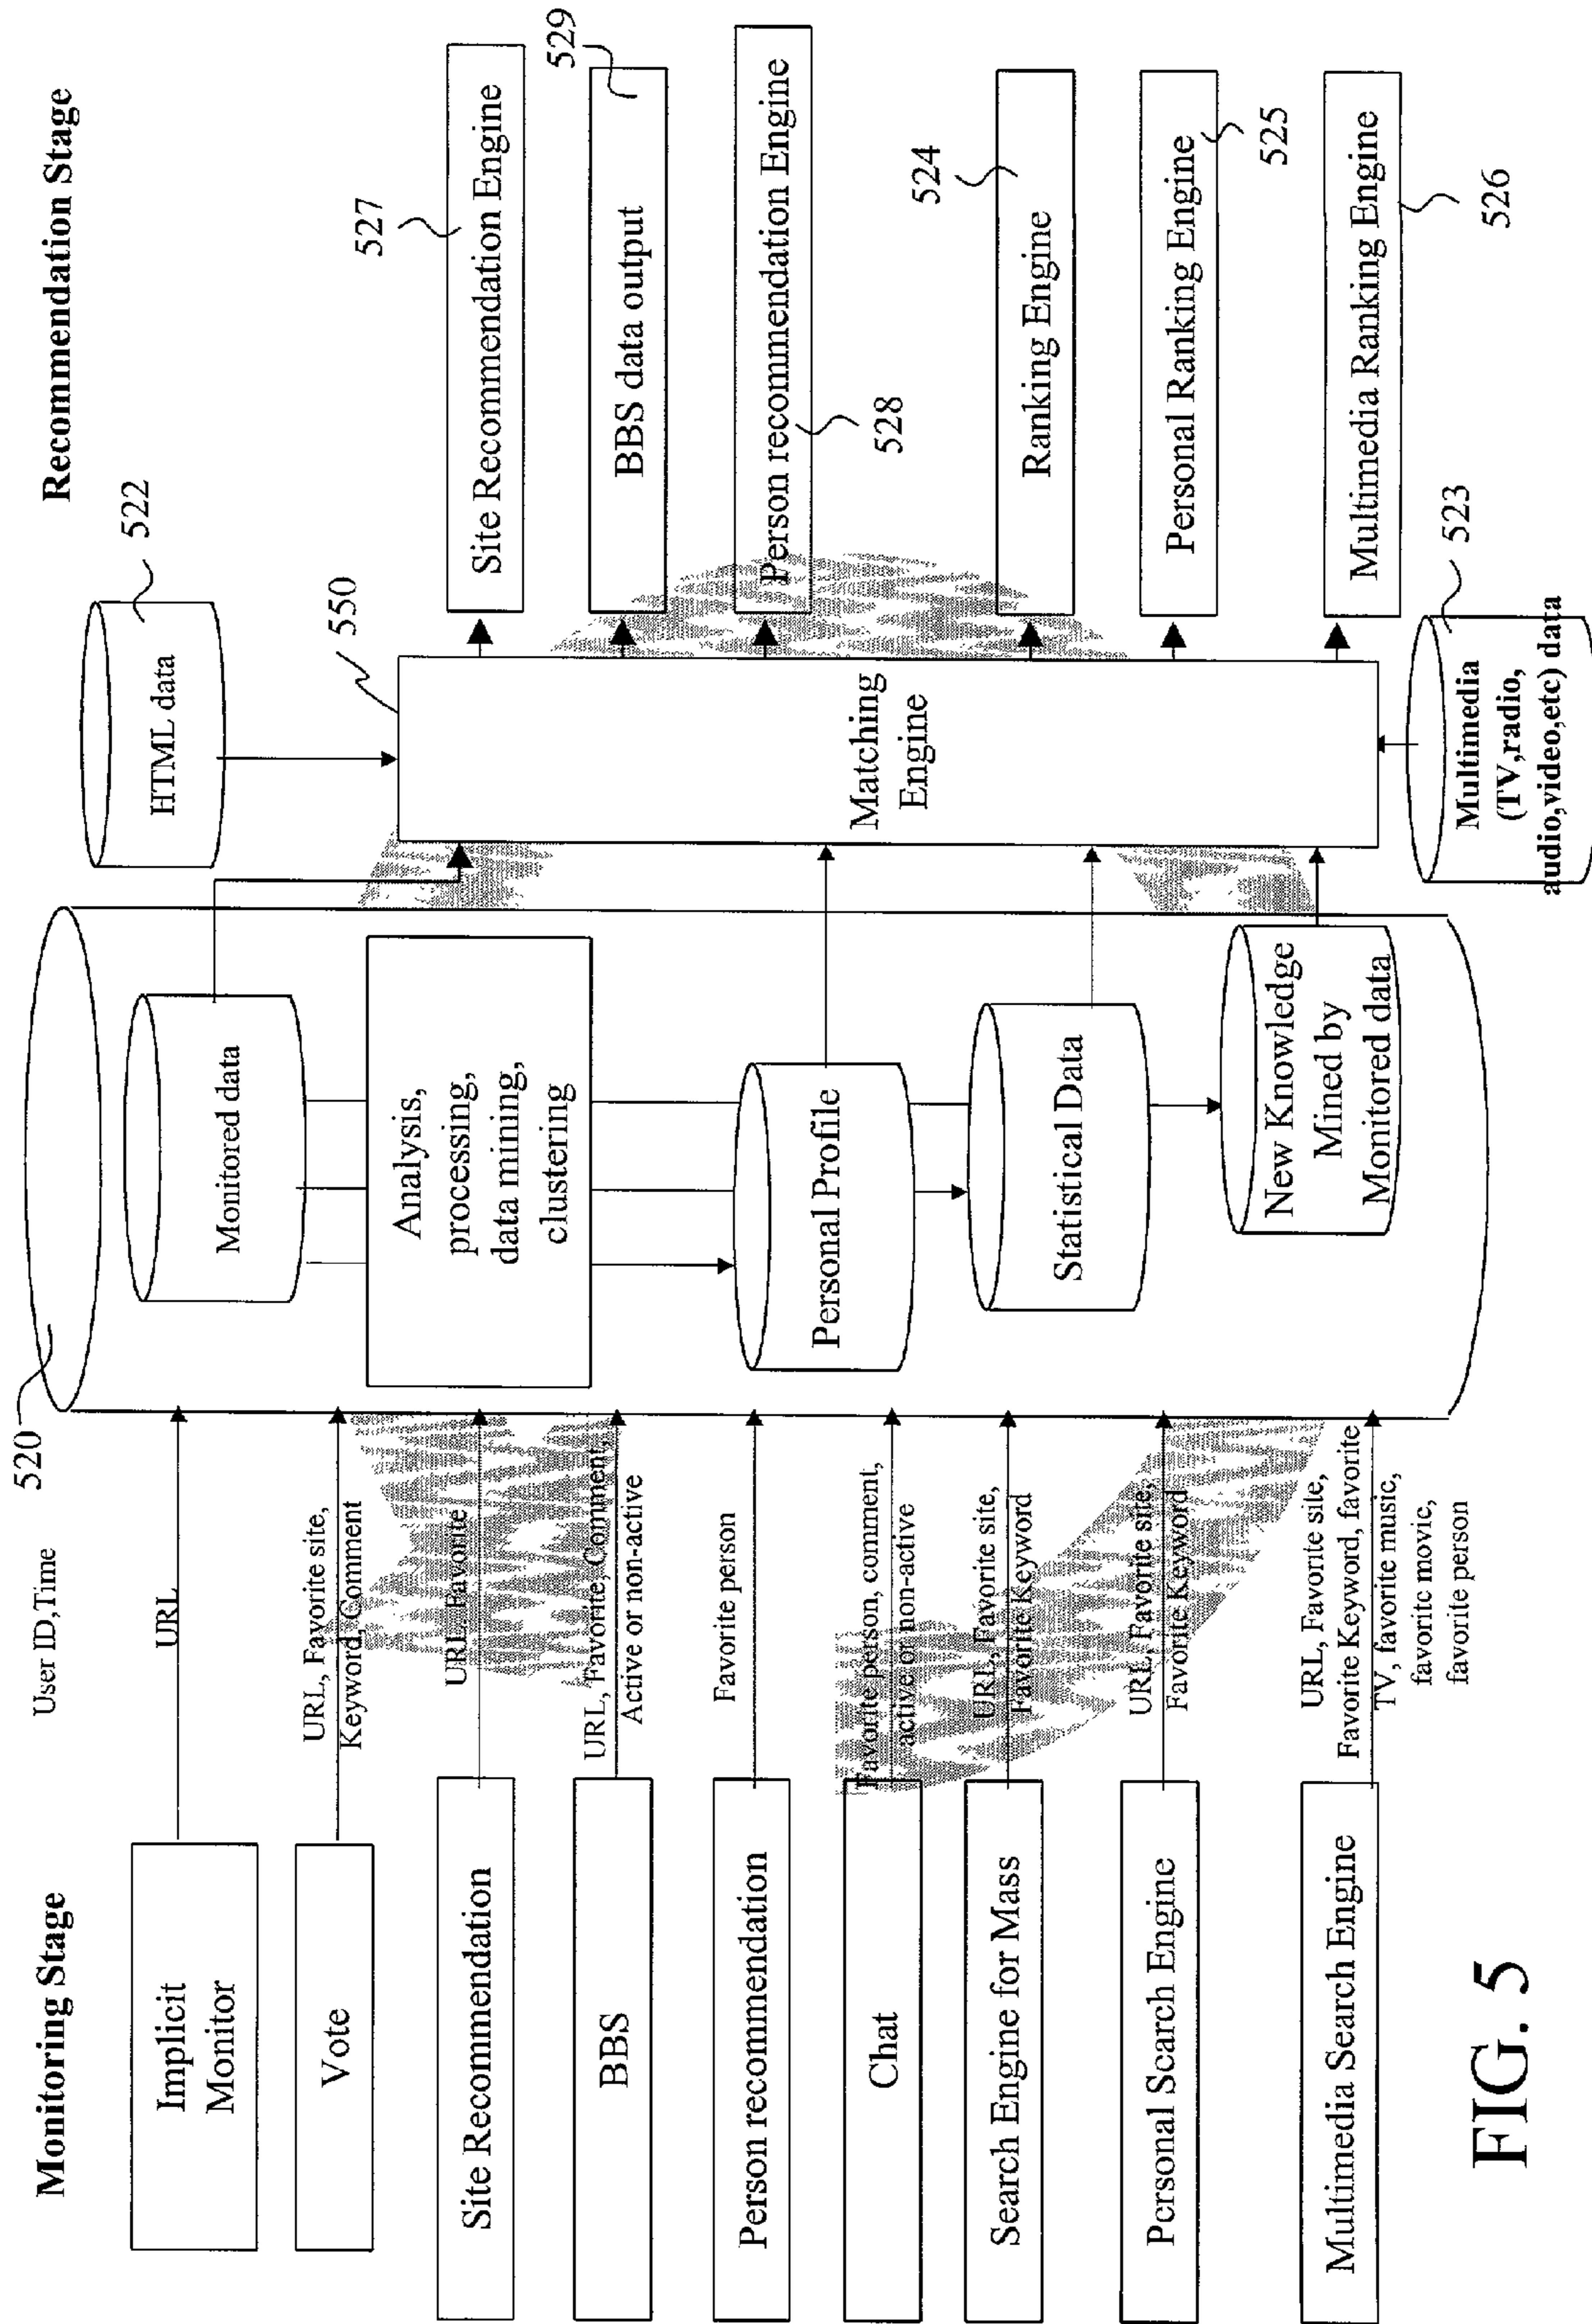 Monitoring Stage
Recommendation Stage
User ID,Time
520
Implicit
Monitor
URL
Vote
URL, Favorite site,
Keyword, Comment
Site Recommendation
URL, Favorite
BBS
URL, Favorite, Comment,
Active or non-active
Person recommendation
Favorite person
Chat
Favorite person, comment,
active or non-active
Search Engine for Mass
URL, Favorite site,
Favorite Keyword
Personal Search Engine
URL, Favorite site,
Favorite Keyword
Multimedia Search Engine
URL, Favorite site,
Favorite Keyword, favorite
TV, favorite music,
favorite movie,
favorite person
Monitored data
Analysis,
processing,
data mining,
clustering
Personal Profile
Statistical Data
New Knowledge
Mined by
Monitored data
HTML data
522
550
Matching
Engine
Multimedia
(TV,radio,
audio,video,etc) data
523
527
Site Recommendation Engine
BBS data output
529
Person recommendation Engine
528
524
Ranking Engine
Personal Ranking Engine
525
Multimedia Ranking Engine
526
FIG. 5